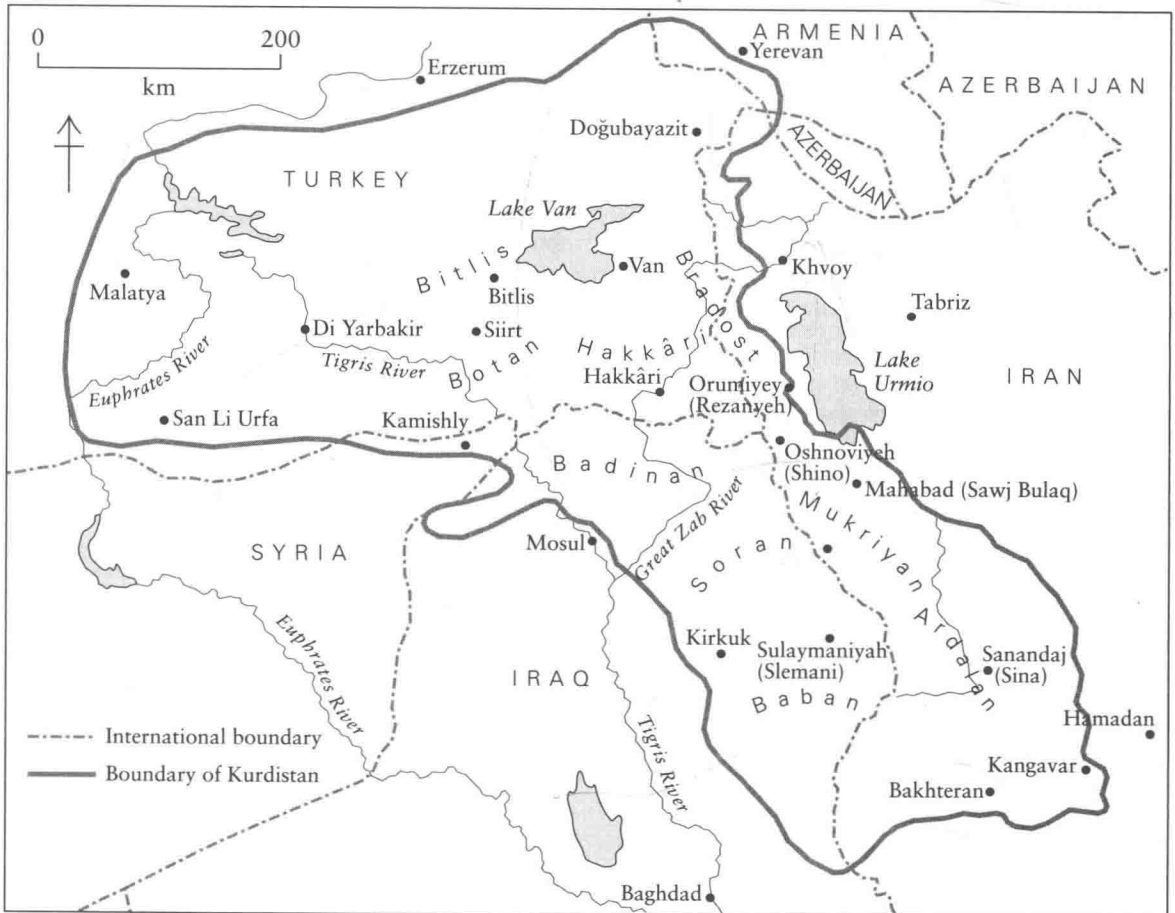 0 200
km
ARMENIA
Yerevan
Erzerum
AZERBAIJAN
Doğubayazit
AZERBAIJAN
TURKEY
Lake Van
Van
Bitlis
Bitlis
Malatya
Bradost
Khvoy
Tabriz
Di Yarbakir
Siirt
Tigris River
Botan
Hakkâri
Hakkâri
Lake
Urmio
IRAN
Euphrates River
Orumiyey
(Rezanyeh)
San Li Urfa
Kamishly
Oshnoviyeh
(Shino)
Badinan
Mahabad (Sawj Bulaq)
Mukriyan
SYRIA
Mosul
Great Zab River
Soran
Ardalan
Euphrates River
Kirkuk
Sulaymaniyah
(Slemani)
Sanandaj
(Sina)
IRAQ
Baban
Hamadan
Tigris River
International boundary
Boundary of Kurdistan
Kangavar
Bakhteran
Baghdad